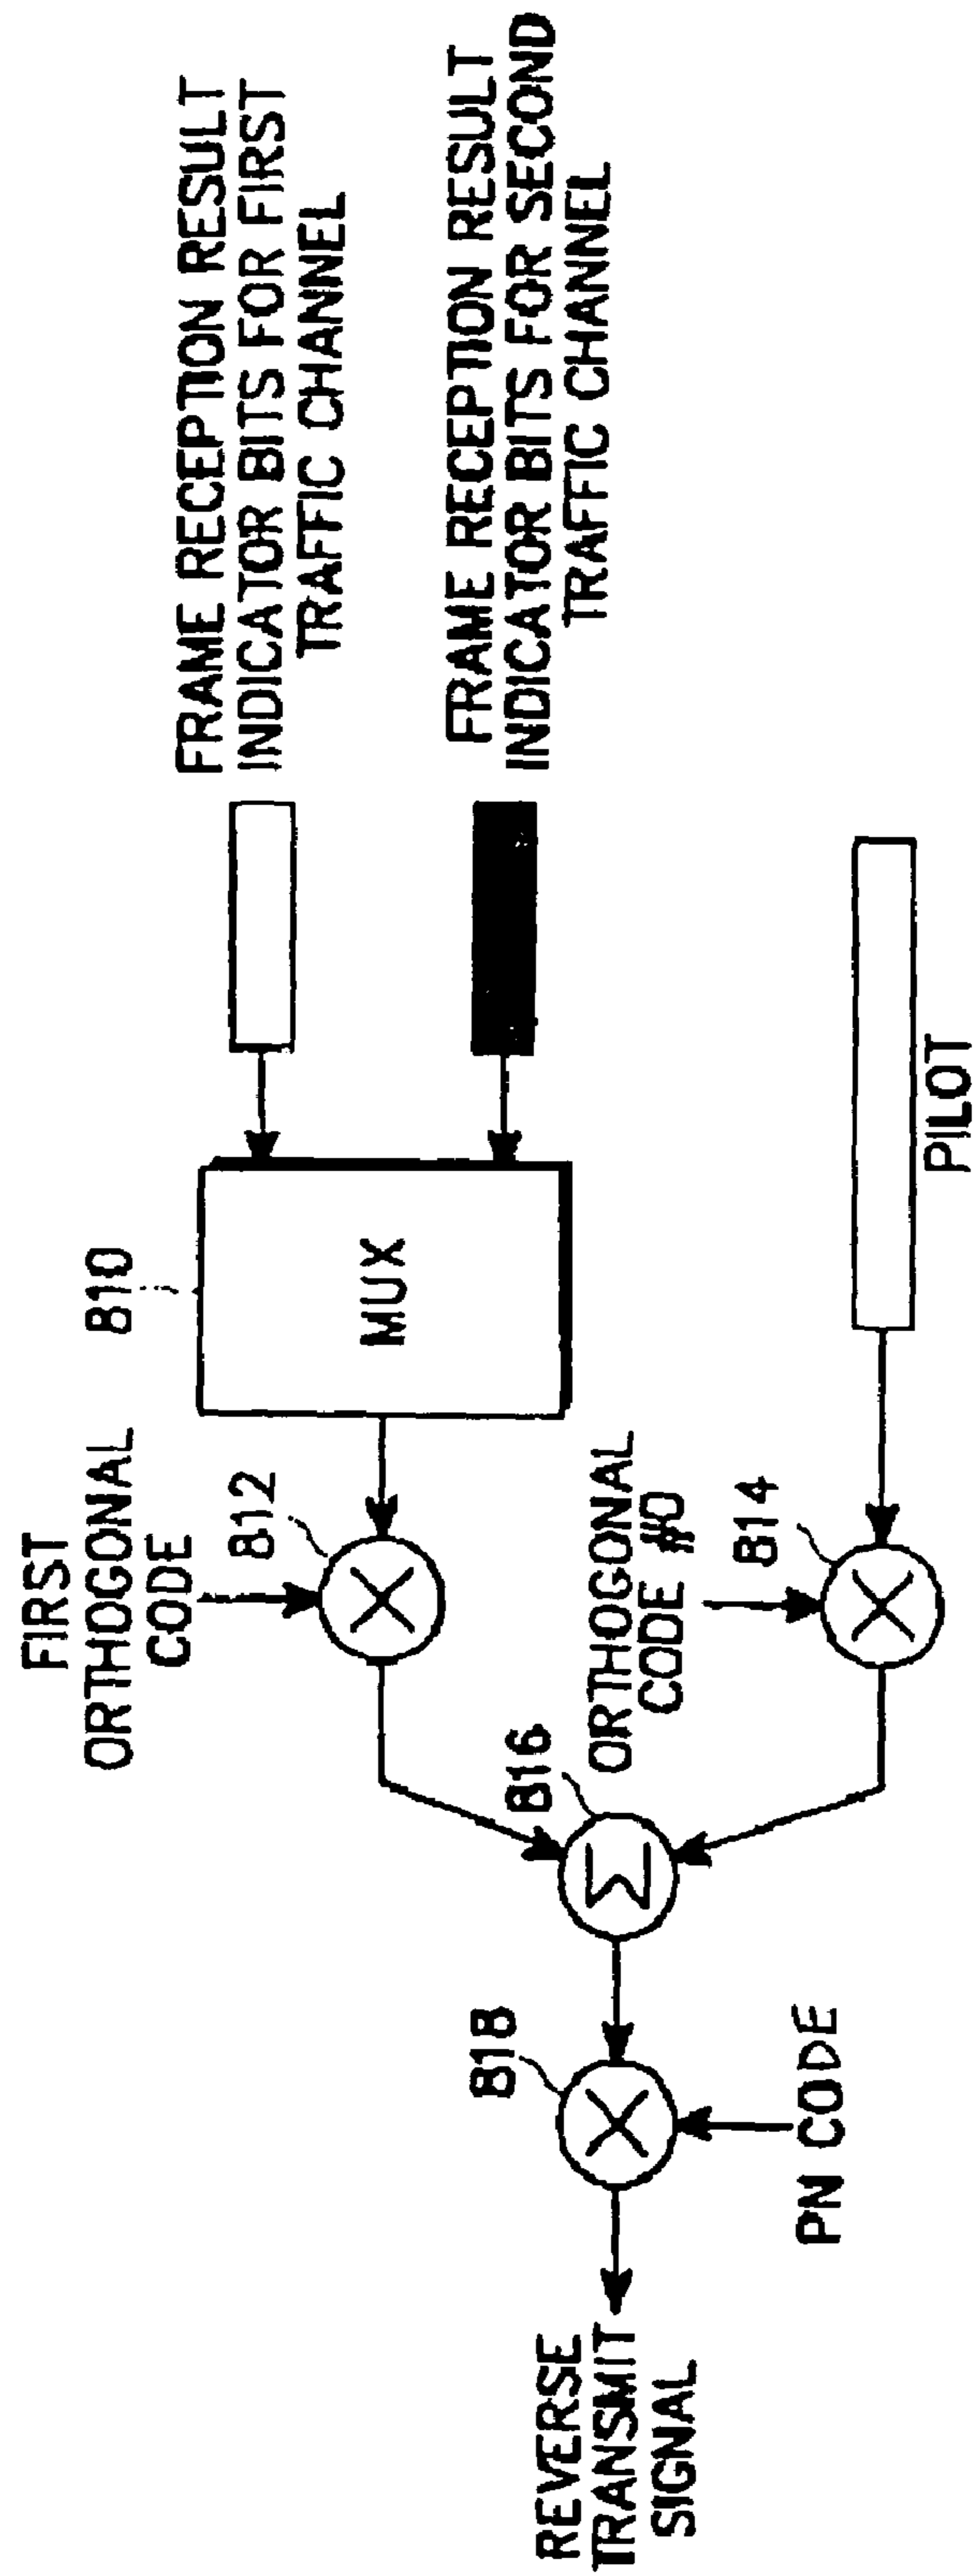 FRAME RECEPTION RESULT
INDICATOR BITS FOR FIRST
TRAFFIC CHANNEL
FRAME RECEPTION RESULT
INDICATOR BITS FOR SECOND
TRAFFIC CHANNEL
810
MUX
FIRST
ORTHOGONAL
CODE
812
ORTHOGONAL
CODE #0
814
PILOT
816
Σ
818
PN CODE
REVERSE
TRANSMIT
SIGNAL